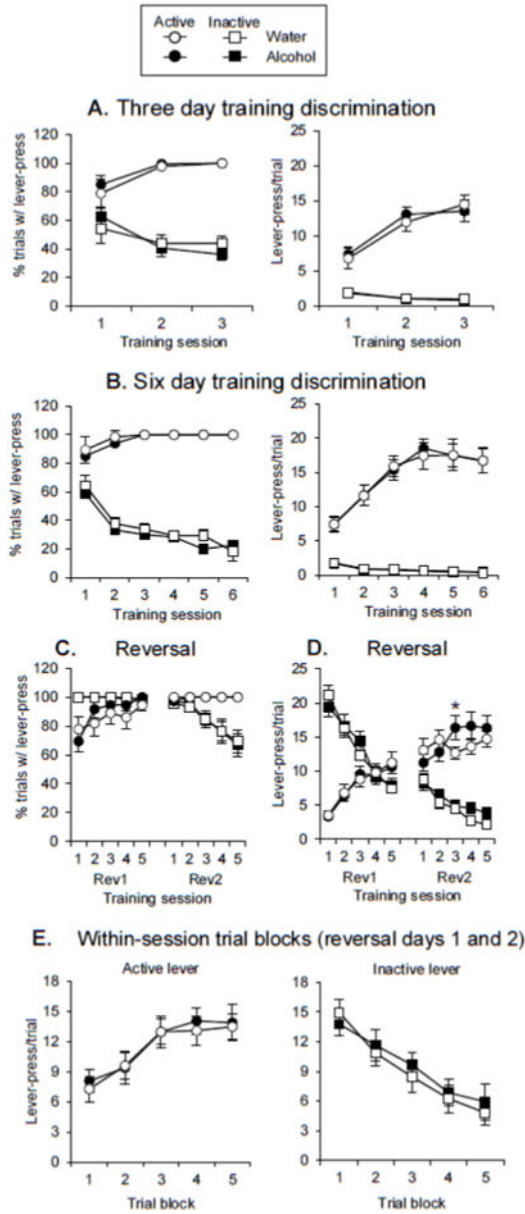 Active Inactive
Water
Alcohol
A. Three day training discrimination
% trials w/ lever-press
120
100
80
60
40
20
0
1 2 3
Training session
Lever-press/trial
25
20
15
10
5
0
1 2 3
Training session
B. Six day training discrimination
% trials w/ lever-press
120
100
80
60
40
20
0
1 2 3 4 5 6
Training session
Lever-press/trial
25
20
15
10
5
0
1 2 3 4 5 6
Training session
C. Reversal
% trials w/ lever-press
120
100
80
60
40
20
0
1 2 3 4 5 1 2 3 4 5
Rev1 Rev2
Training session
D. Reversal
Lever-press/trial
25
20
15
10
5
0
*
1 2 3 4 5 1 2 3 4 5
Rev1 Rev2
Training session
E. Within-session trial blocks (reversal days 1 and 2)
Active lever
Lever-press/trial
18
15
12
9
6
3
0
1 2 3 4 5
Trial block
Inactive lever
18
15
12
9
6
3
0
1 2 3 4 5
Trial block